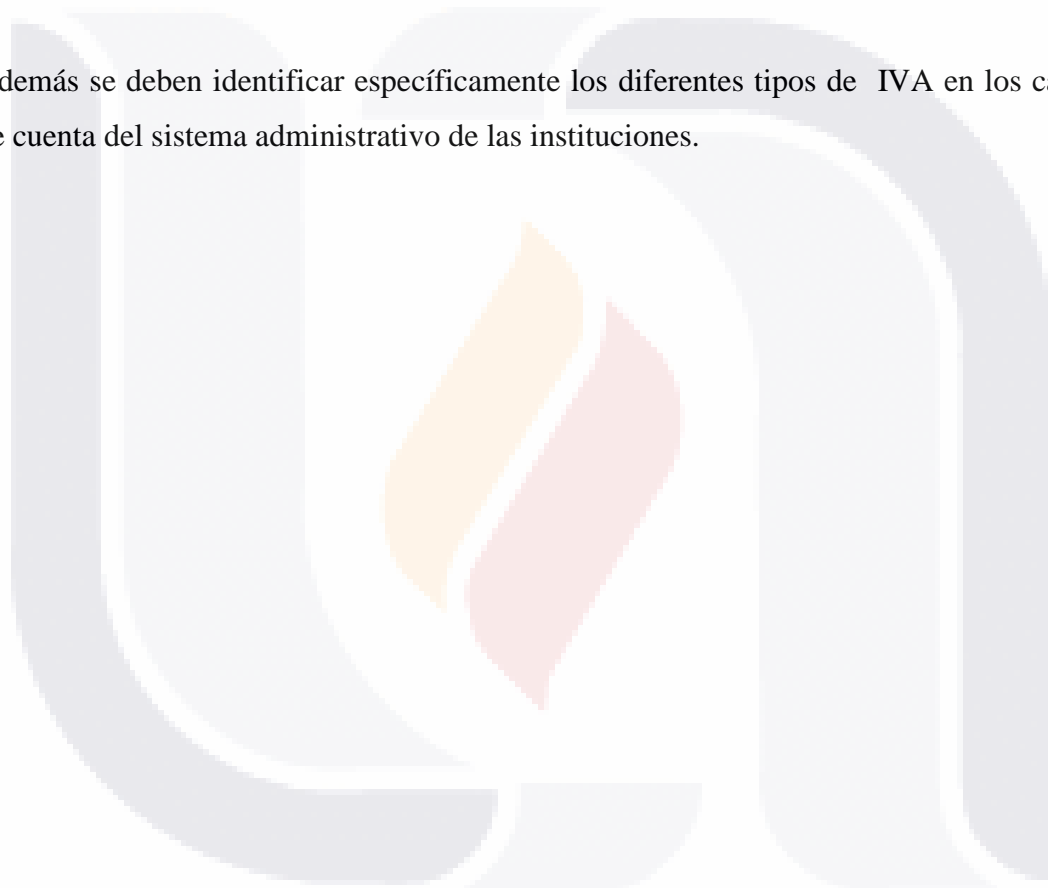 demás se deben identificar específicamente los diferentes tipos de IVA en los ca
e cuenta del sistema administrativo de las instituciones.